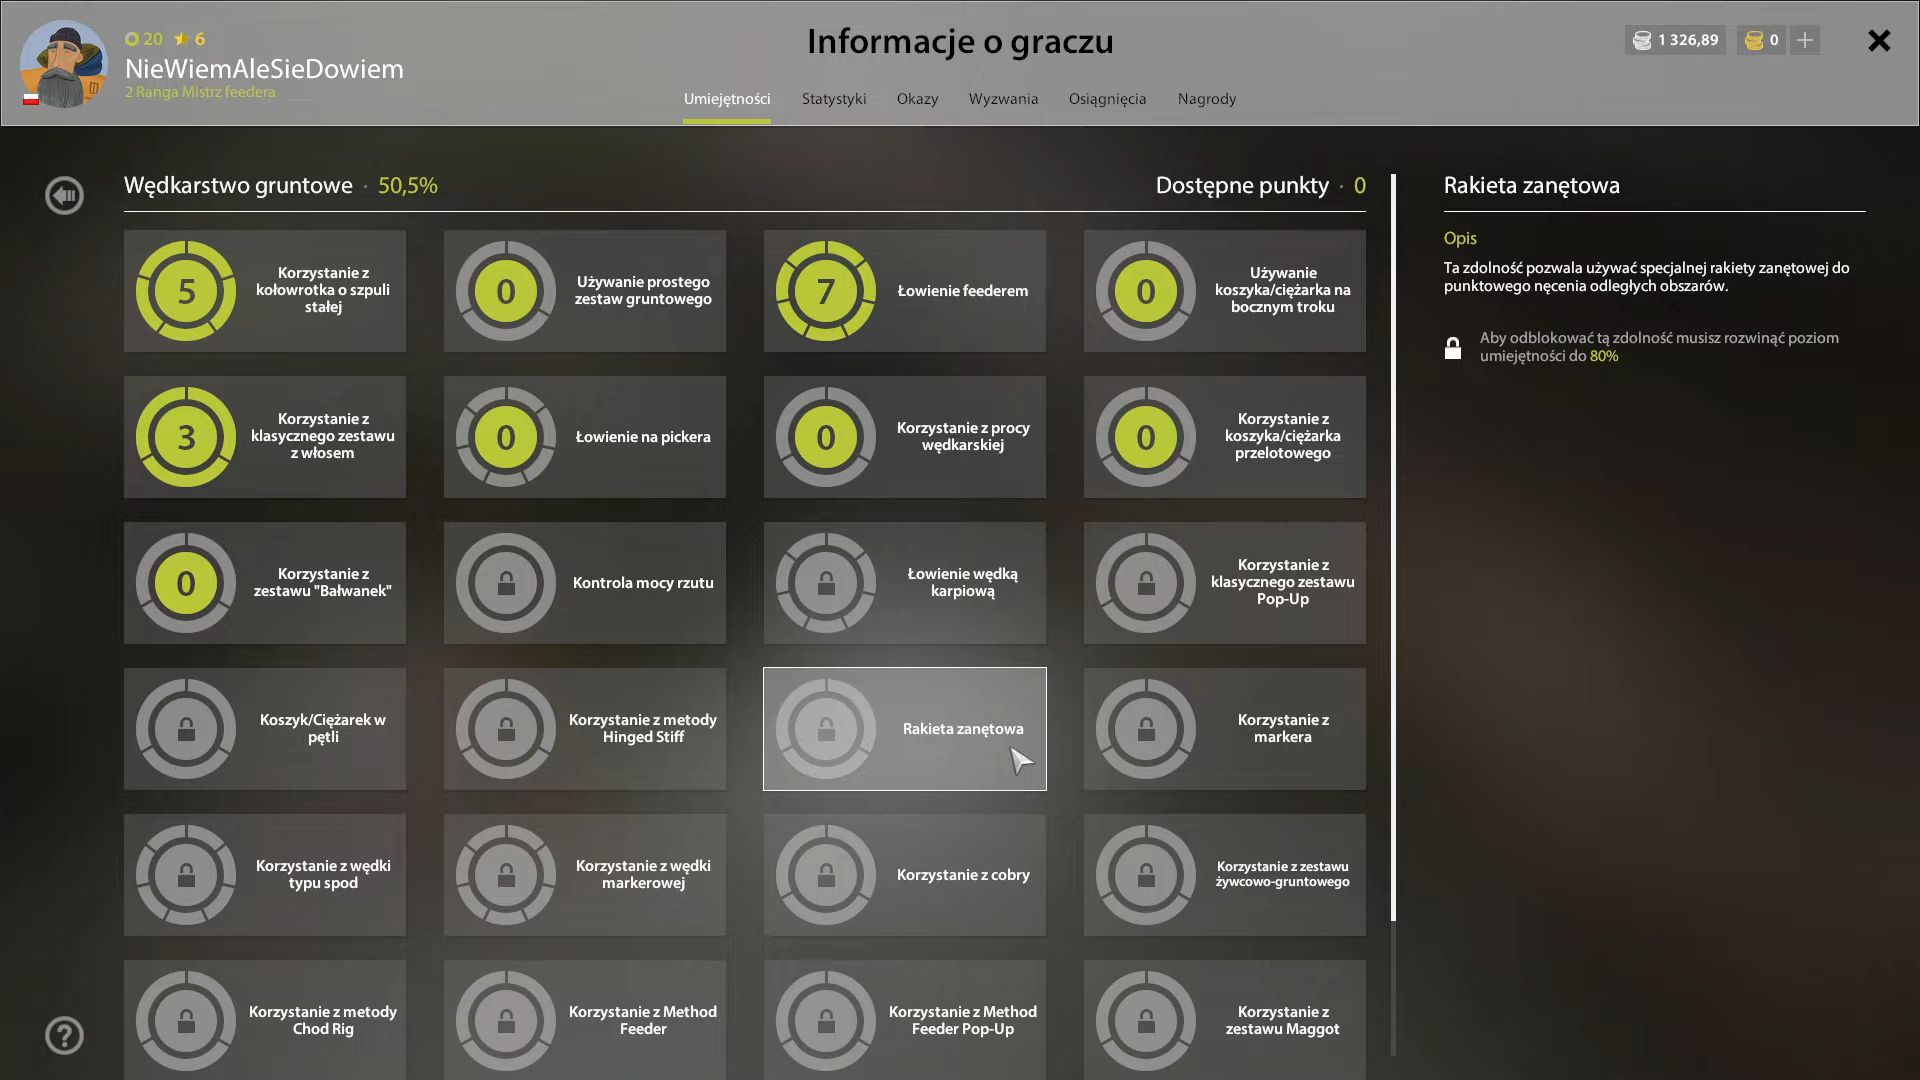 Informacje o graczu
20 6
NieWiemAleSieDowiem
2 Ranga Mistrz feedera
1 326,89
0
Umiejętności Statystyki Okazy Wyzwania Osiągnięcia Nagrody
Wędkarstwo gruntowe · 50,5%
Dostępne punkty · 0
5
Korzystanie z
kołowrotka o szpuli
stałej
0
Używanie prostego
zestaw gruntowego
7
Łowienie feederem
0
Używanie
koszyka/ciężarka na
bocznym troku
3
Korzystanie z
klasycznego zestawu
z włosem
0
Łowienie na pickera
0
Korzystanie z procy
wędkarskiej
0
Korzystanie z
koszyka/ciężarka
przelotowego
0
Korzystanie z
zestawu "Bałwanek"
Kontrola mocy rzutu
Łowienie wędką
karpiową
Korzystanie z
klasycznego zestawu
Pop-Up
Koszyk/Ciężarek w
pętli
Korzystanie z metody
Hinged Stiff
Rakieta zanętowa
Korzystanie z
markera
Korzystanie z wędki
typu spod
Korzystanie z wędki
markerowej
Korzystanie z cobry
Korzystanie z zestawu
żywcowo-gruntowego
Korzystanie z metody
Chod Rig
Korzystanie z Method
Feeder
Korzystanie z Method
Feeder Pop-Up
Korzystanie z
zestawu Maggot
Rakieta zanętowa
Opis
Ta zdolność pozwala używać specjalnej rakiety zanętowej do
punktowego nęcenia odległych obszarów.
Aby odblokować tą zdolność musisz rozwinąć poziom
umiejętności do 80%
?